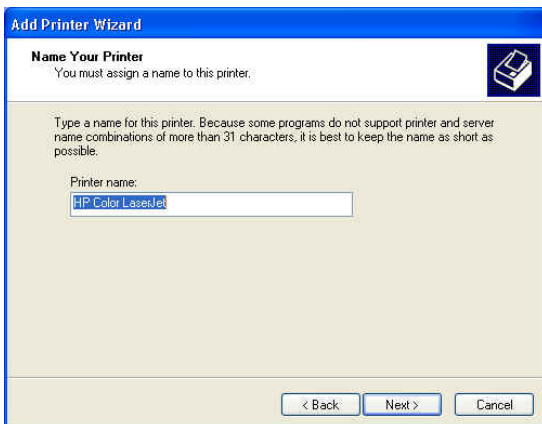 Add Printer Wizard
Name Your Printer
You must assign a name to this printer.
Type a name for this printer. Because some programs do not support printer and server
name combinations of more than 31 characters, it is best to keep the name as short as
possible.
Printer name:
HP Color LaserJet
< Back
Next >
Cancel